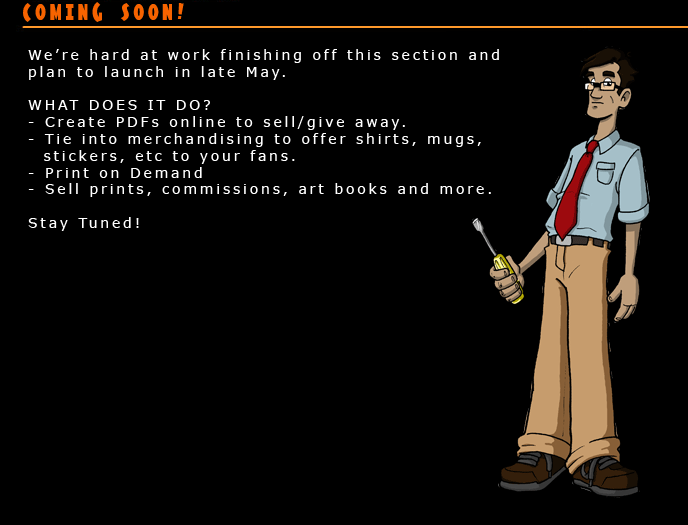 COMING SOON!
We're hard at work finishing off this section and
plan to launch in late May.
WHAT DOES IT DO?
- Create PDFs online to sell/give away.
- Tie into merchandising to offer shirts, mugs,
stickers, etc to your fans.
- Print on Demand
- Sell prints, commissions, art books and more.
Stay Tuned!